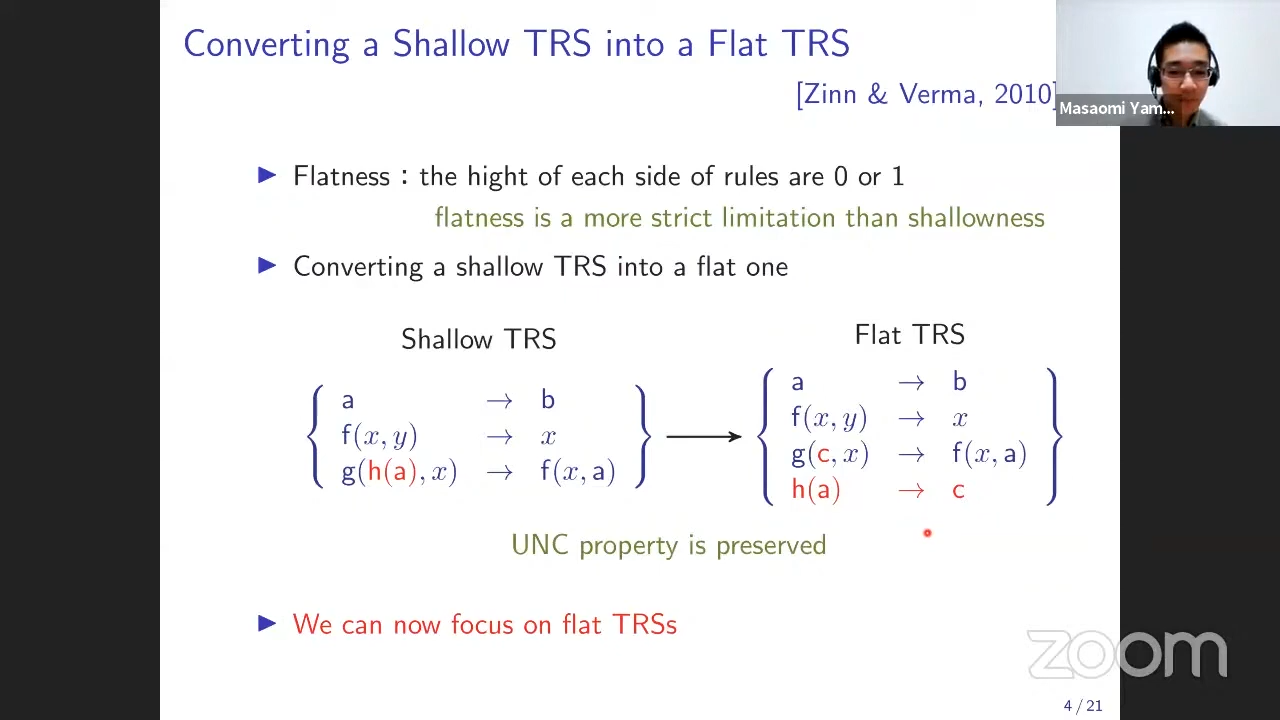 Converting a Shallow TRS into a Flat TRS
[Zinn & Verma, 2010]
Masaomi Yam...
▶ Flatness : the hight of each side of rules are 0 or 1
flatness is a more strict limitation than shallowness
▶ Converting a shallow TRS into a flat one
Shallow TRS
a → b
f(x, y) → x
g(h(a), x) → f(x, a)
Flat TRS
a → b
f(x, y) → x
g(c, x) → f(x, a)
h(a) → c
UNC property is preserved
▶ We can now focus on flat TRSs
zoom
4 / 21